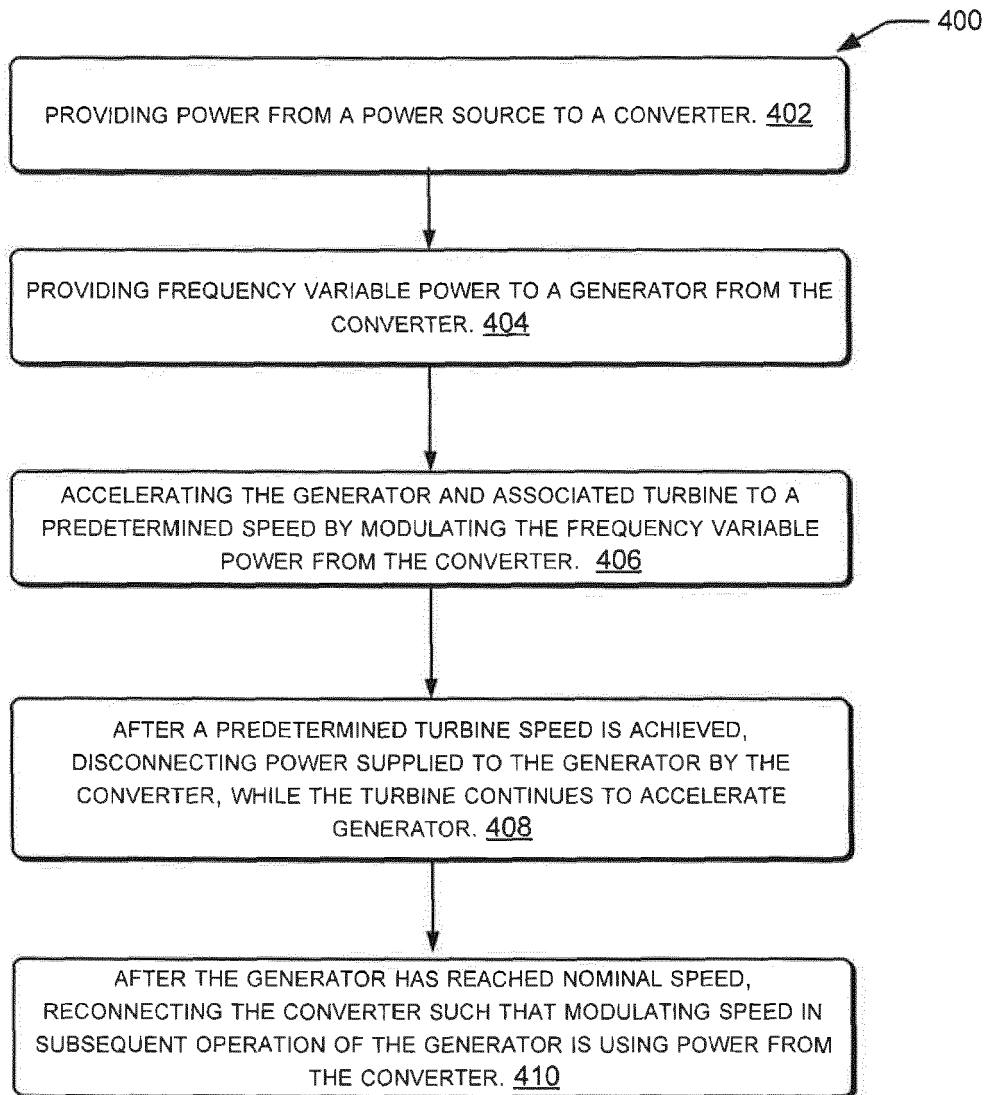 400
PROVIDING POWER FROM A POWER SOURCE TO A CONVERTER. 402
PROVIDING FREQUENCY VARIABLE POWER TO A GENERATOR FROM THE
CONVERTER. 404
ACCELERATING THE GENERATOR AND ASSOCIATED TURBINE TO A
PREDETERMINED SPEED BY MODULATING THE FREQUENCY VARIABLE
POWER FROM THE CONVERTER. 406
AFTER A PREDETERMINED TURBINE SPEED IS ACHIEVED,
DISCONNECTING POWER SUPPLIED TO THE GENERATOR BY THE
CONVERTER, WHILE THE TURBINE CONTINUES TO ACCELERATE
GENERATOR. 408
AFTER THE GENERATOR HAS REACHED NOMINAL SPEED,
RECONNECTING THE CONVERTER SUCH THAT MODULATING SPEED IN
SUBSEQUENT OPERATION OF THE GENERATOR IS USING POWER FROM
THE CONVERTER. 410